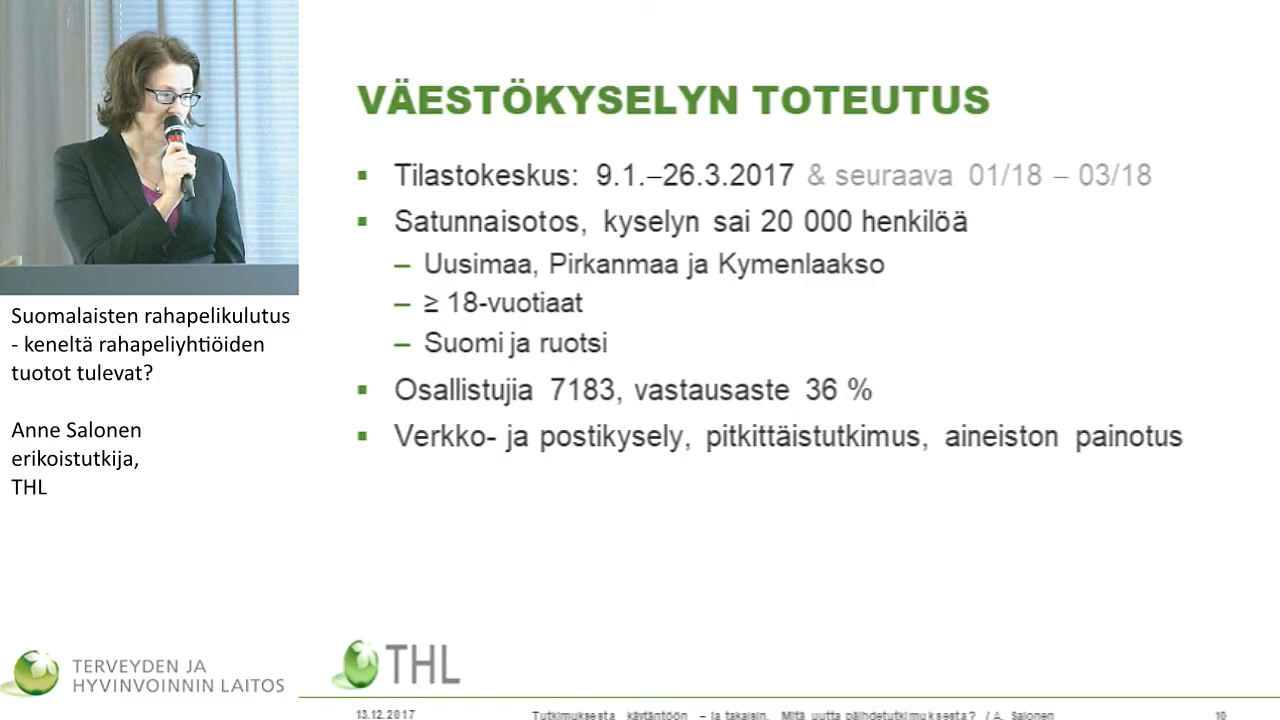 VÄESTÖKYSELYN TOTEUTUS
▪ Tilastokeskus: 9.1.–26.3.2017 & seuraava 01/18 – 03/18
▪ Satunnaisotos, kyselyn sai 20 000 henkilöä
– Uusimaa, Pirkanmaa ja Kymenlaakso
– ≥ 18-vuotiaat
– Suomi ja ruotsi
▪ Osallistujia 7183, vastausaste 36 %
▪ Verkko- ja postikysely, pitkittäistutkimus, aineiston painotus
Suomalaisten rahapelikulutus
- keneltä rahapeliyhtiöiden
tuotot tulevat?
Anne Salonen
erikoistutkija,
THL
TERVEYDEN JA
HYVINVOINNIN LAITOS
THL
13.12.2017
Tutkimuksesta käytäntöön – ja takaisin. Mitä uutta päihdetutkimuksesta? / A. Salonen
10